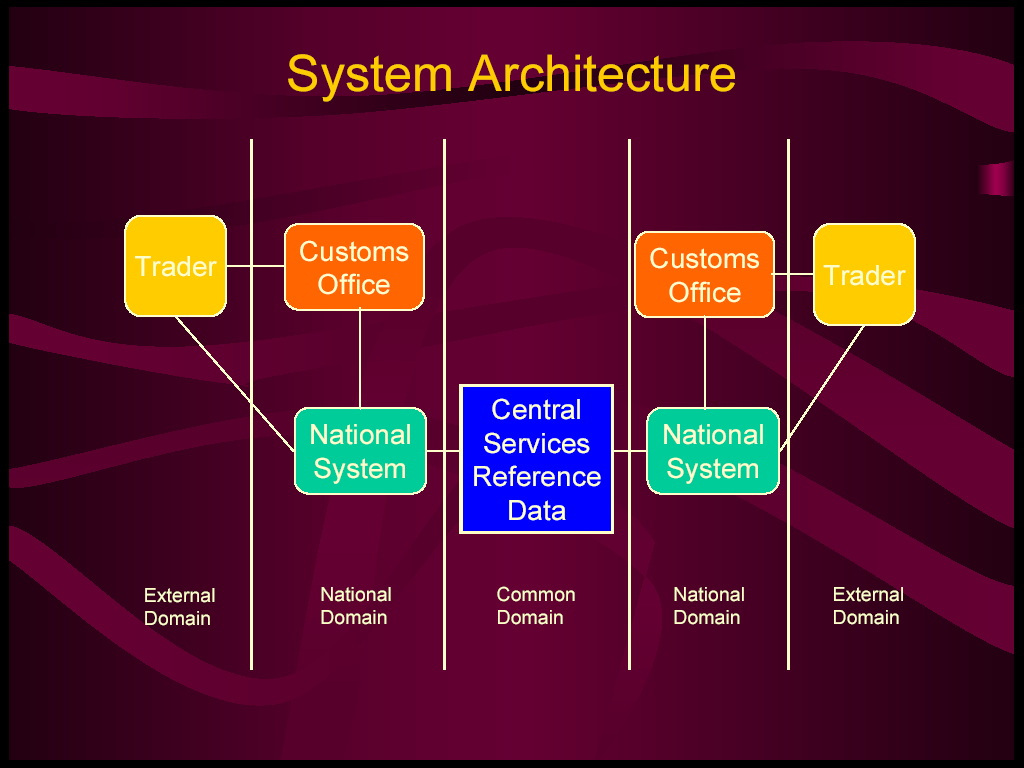 System Architecture
Trader
Customs
Office
Customs
Office
Trader
National
System
Central
Services
Reference
Data
National
System
External
Domain
National
Domain
Common
Domain
National
Domain
External
Domain